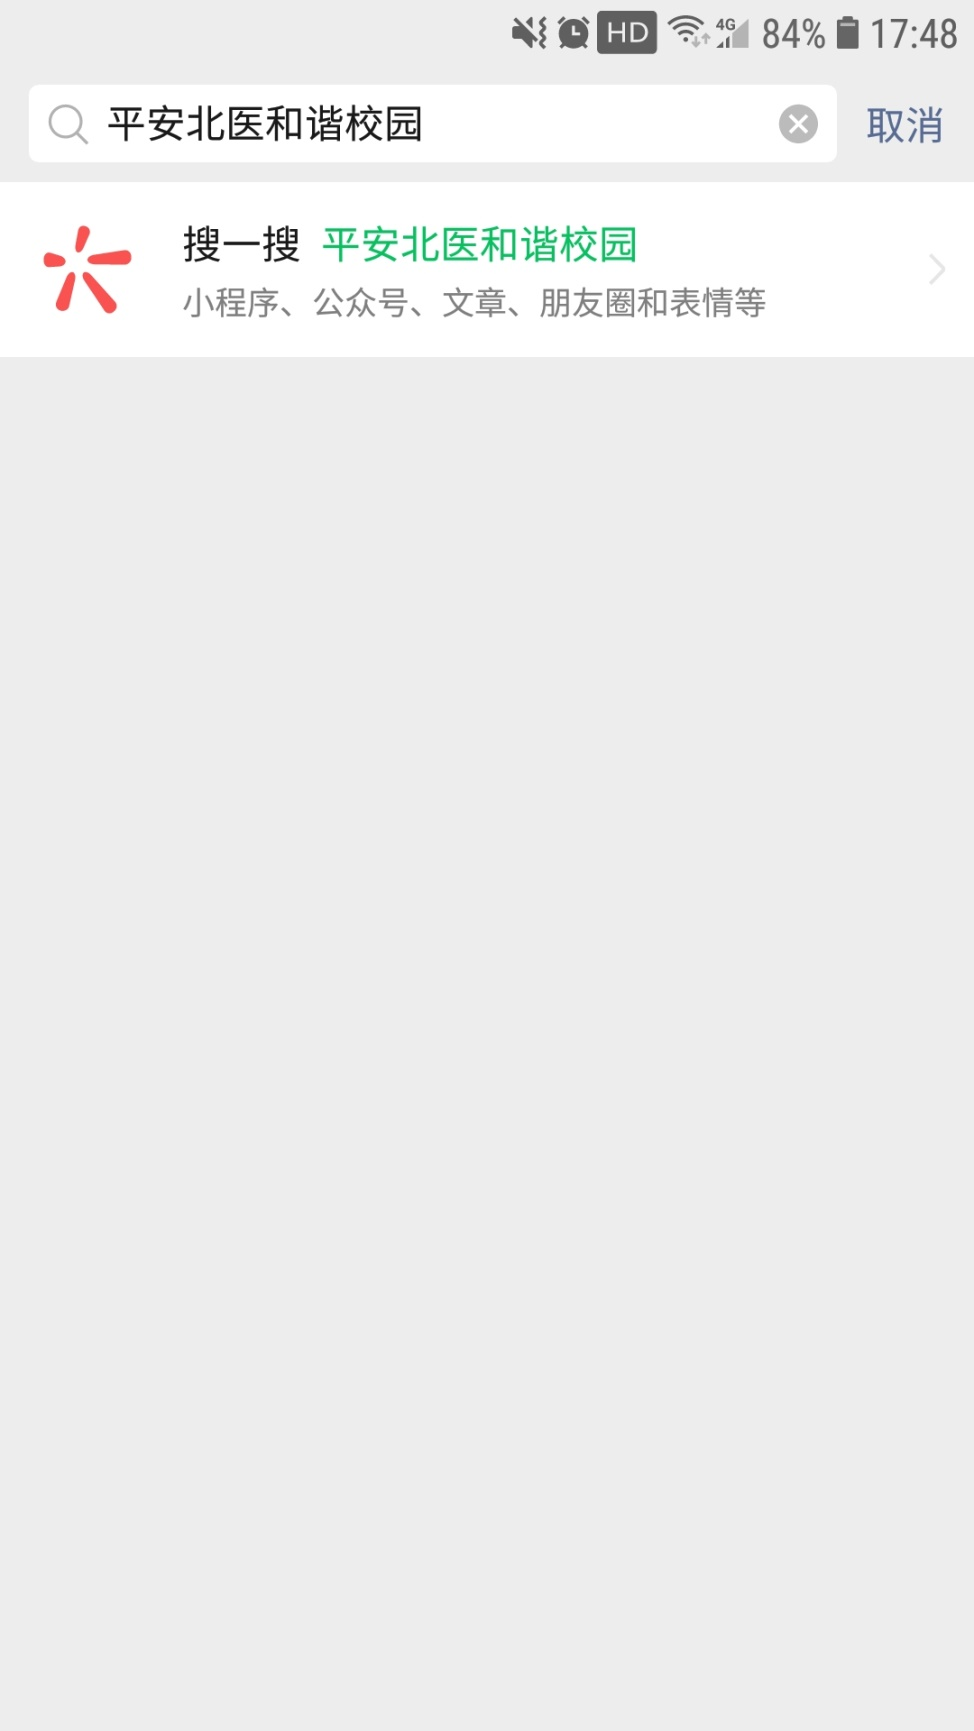 HD 4G 84% 17:48
平安北医和谐校园 取消
搜一搜 平安北医和谐校园
小程序、公众号、文章、朋友圈和表情等